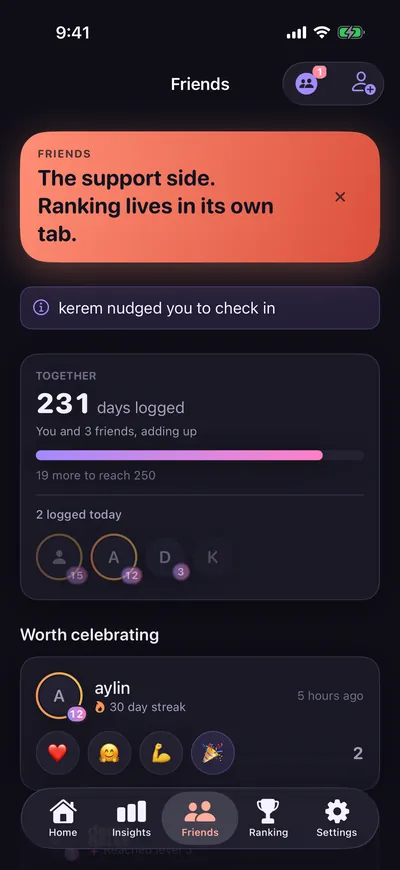 9:41
Friends
1
FRIENDS
The support side.
Ranking lives in its own
tab.
kerem nudged you to check in
TOGETHER
231 days logged
You and 3 friends, adding up
19 more to reach 250
2 logged today
A D K
15 12 3
Worth celebrating
A
12
aylin
30 day streak
5 hours ago
2
Home Insights Friends Ranking Settings
Reached level 5